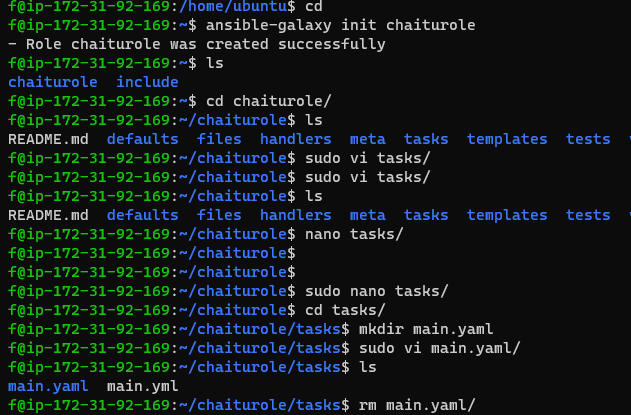 f@ip-172-31-92-169:/home/ubuntu$ cd
f@ip-172-31-92-169:~$ ansible-galaxy init chaiturole
- Role chaiturole was created successfully
f@ip-172-31-92-169:~$ ls
chaiturole  include
f@ip-172-31-92-169:~$ cd chaiturole/
f@ip-172-31-92-169:~/chaiturole$ ls
README.md  defaults  files  handlers  meta  tasks  templates  tests
f@ip-172-31-92-169:~/chaiturole$ sudo vi tasks/
f@ip-172-31-92-169:~/chaiturole$ sudo vi tasks/
f@ip-172-31-92-169:~/chaiturole$ ls
README.md  defaults  files  handlers  meta  tasks  templates  tests
f@ip-172-31-92-169:~/chaiturole$ nano tasks/
f@ip-172-31-92-169:~/chaiturole$
f@ip-172-31-92-169:~/chaiturole$
f@ip-172-31-92-169:~/chaiturole$ sudo nano tasks/
f@ip-172-31-92-169:~/chaiturole$ cd tasks/
f@ip-172-31-92-169:~/chaiturole/tasks$ mkdir main.yaml
f@ip-172-31-92-169:~/chaiturole/tasks$ sudo vi main.yaml/
f@ip-172-31-92-169:~/chaiturole/tasks$ ls
main.yaml  main.yml
f@ip-172-31-92-169:~/chaiturole/tasks$ rm main.yaml/